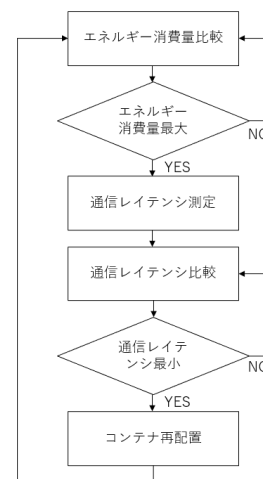 エネルギー消費量比較
エネルギー
消費量最大
NO
YES
通信レイテンシ測定
通信レイテンシ比較
通信レイテ
ンシ最小
NO
YES
コンテナ再配置